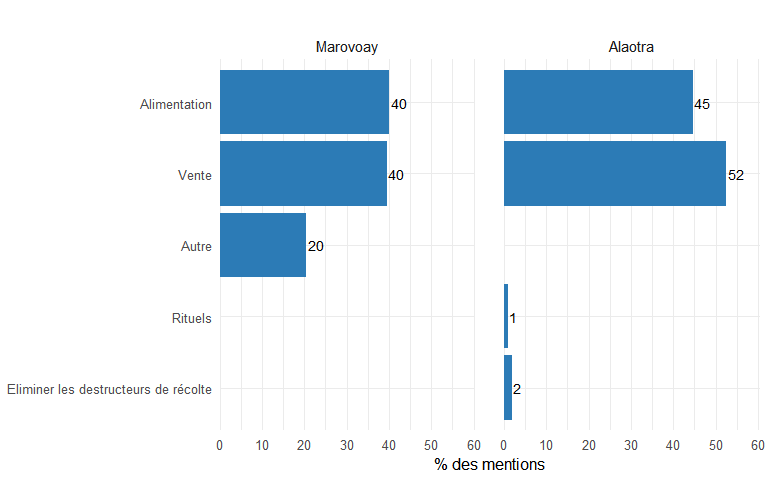 Marovoay Alaotra
Alimentation 40 45
Vente 40 52
Autre 20
Rituels 1
Eliminer les destructeurs de récolte 2
0 10 20 30 40 50 60 0 10 20 30 40 50 60
% des mentions